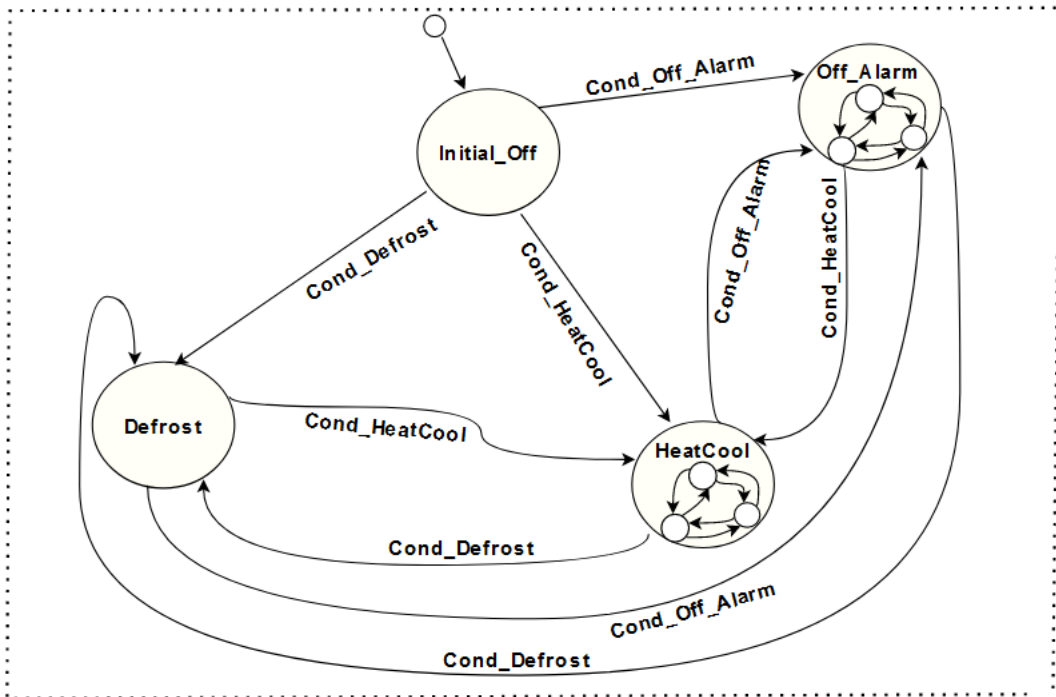 Cond_Off_Alarm
Off_Alarm
Initial_Off
Cond_Defrost
Cond_HeatCool
Cond_Off_Alarm
Cond_HeatCool
Defrost
Cond_HeatCool
HeatCool
Cond_Defrost
Cond_Off_Alarm
Cond_Defrost